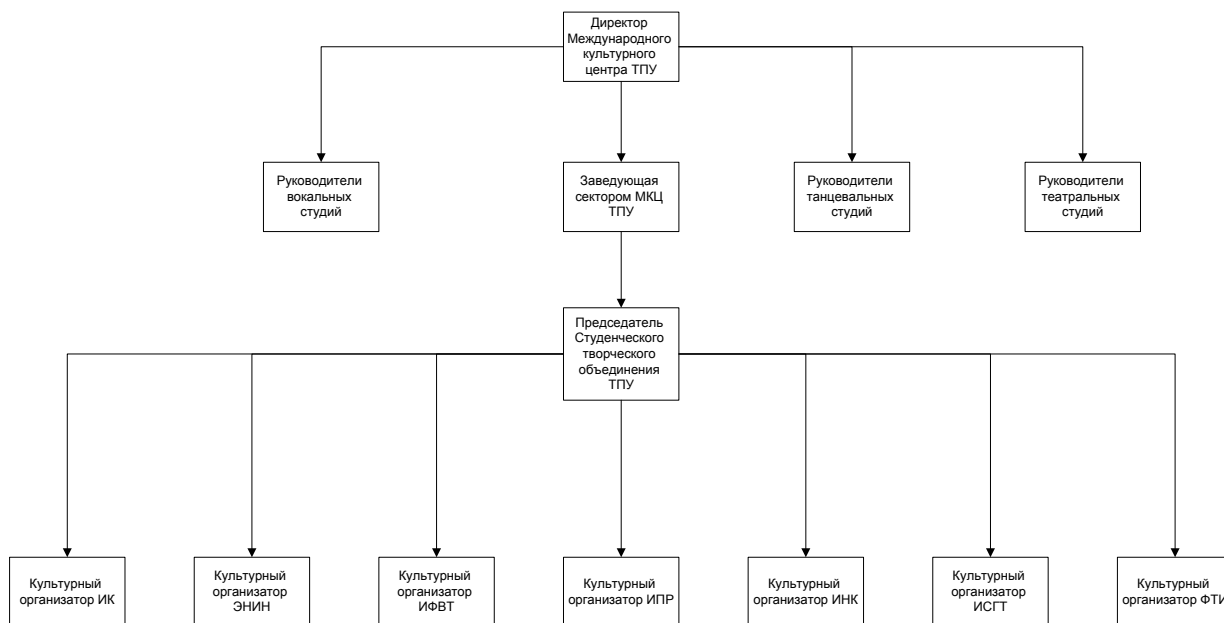 Директор
Международного
культурного
центра ТПУ
Руководители
вокальных
студий
Заведующая
сектором МКЦ
ТПУ
Руководители
танцевальных
студий
Руководители
театральных
студий
Председатель
Студенческого
творческого
объединения
ТПУ
Культурный
организатор ИК
Культурный
организатор
ЭНИН
Культурный
организатор
ИФВТ
Культурный
организатор ИПР
Культурный
организатор ИНК
Культурный
организатор
ИСГТ
Культурный
организатор ФТИ